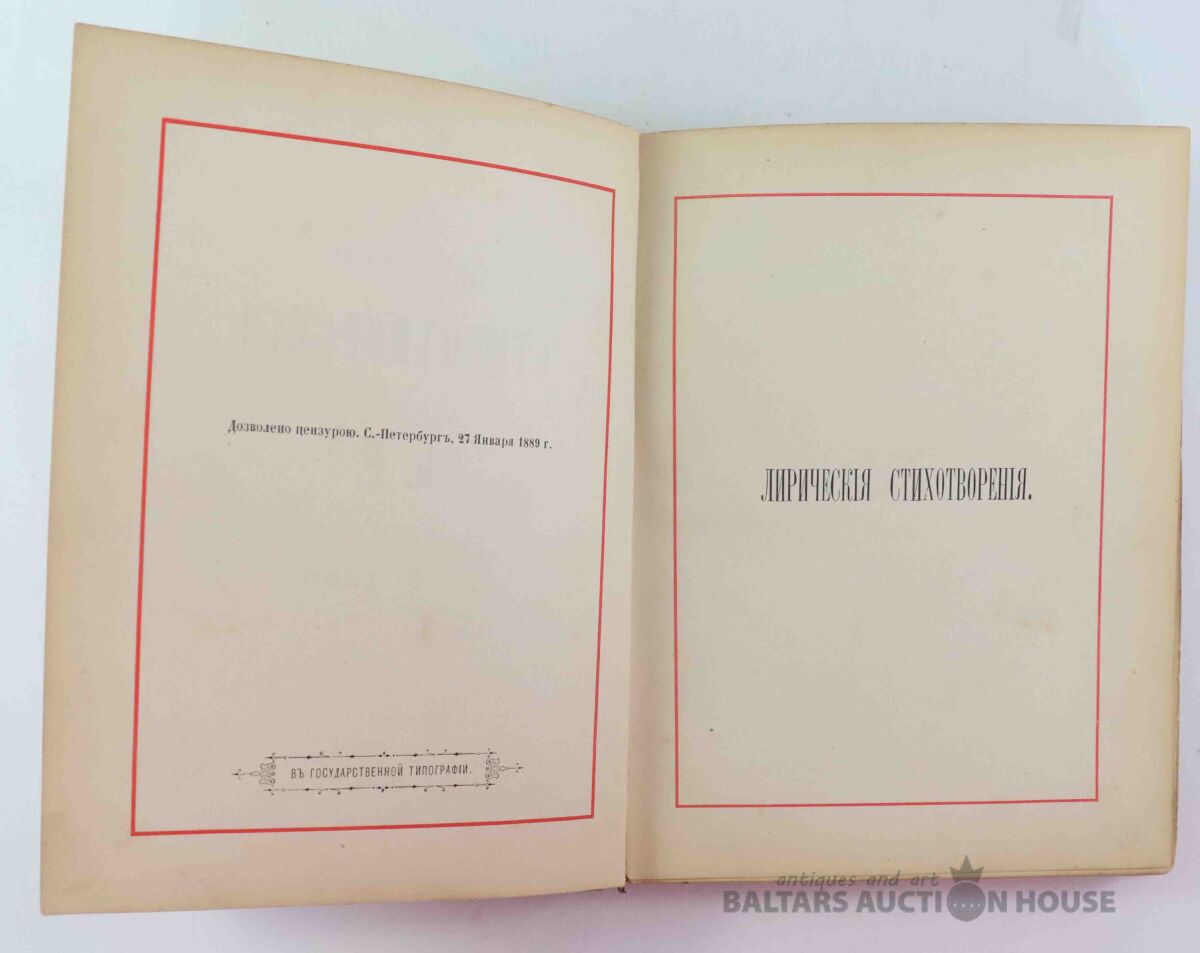 Дозволено цензурою. С.-Петербургъ, 27 Января 1889 г.
ВЪ ГОСУДАРСТВЕННОЙ ТИПОГРАФІИ.
ЛИРИЧЕСКІЯ СТИХОТВОРЕНІЯ.
antiques and art
BALTARS AUCTION HOUSE